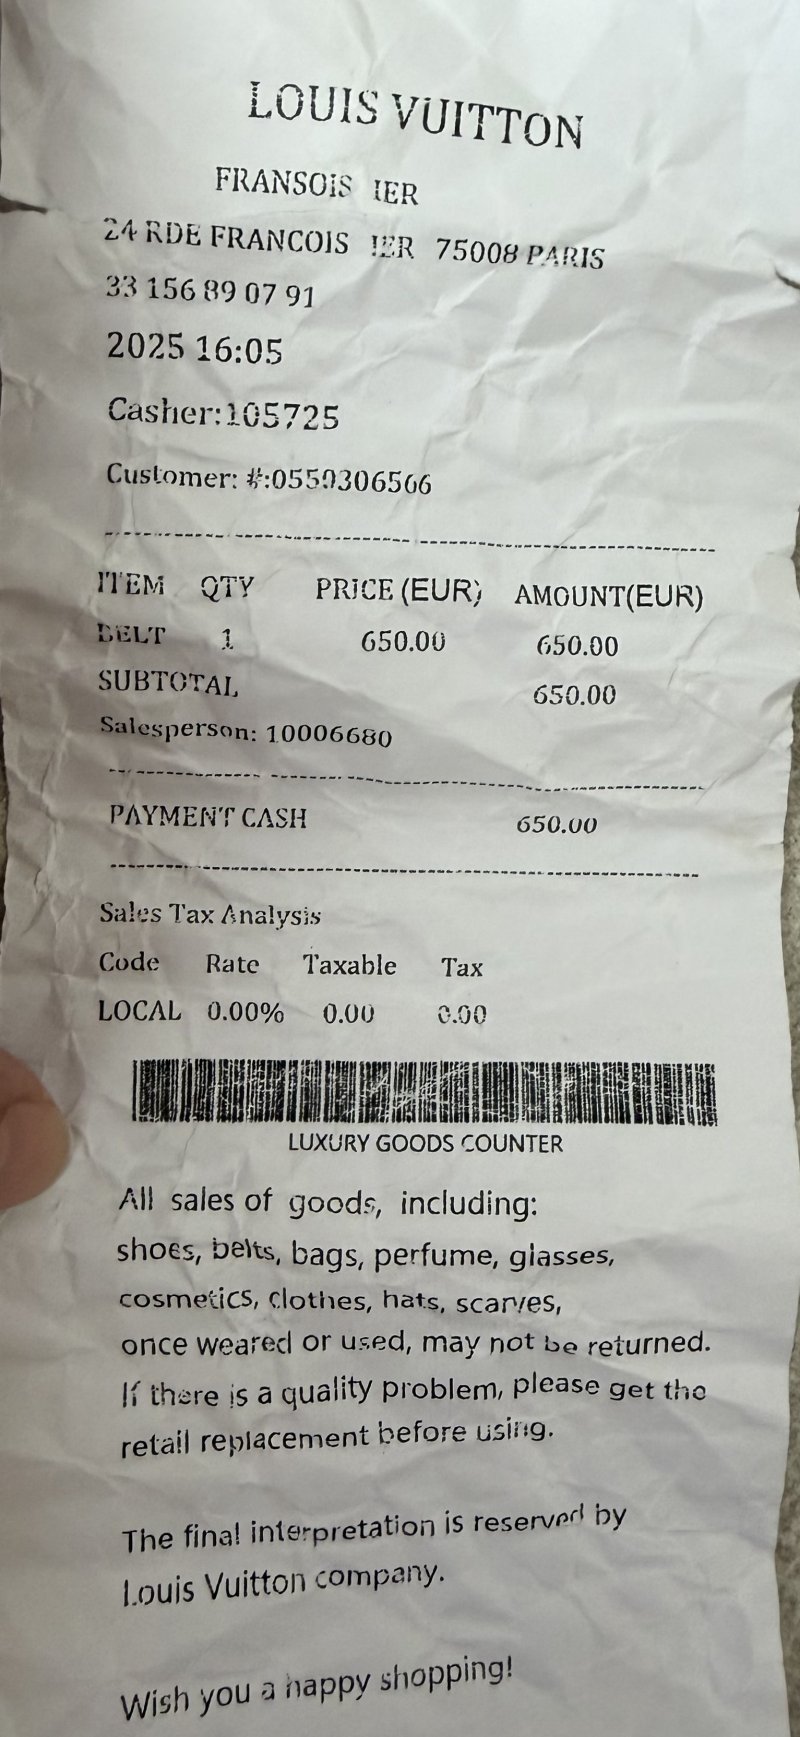 LOUIS VUITTON
FRANSOIS IER
24 RDE FRANCOIS IER 75008 PARIS
33 156 89 07 91
2025 16:05
Casher:105725
Customer: #:0559306566
ITEM QTY PRICE (EUR) AMOUNT(EUR)
BELT 1 650.00 650.00
SUBTOTAL 650.00
Salesperson: 10006680
PAYMENT CASH 650.00
Sales Tax Analysis
Code Rate Taxable Tax
LOCAL 0.00% 0.00 0.00
LUXURY GOODS COUNTER
All sales of goods, including:
shoes, belts, bags, perfume, glasses,
cosmetics, clothes, hats, scarves,
once weared or used, may not be returned.
If there is a quality problem, please get the
retail replacement before using.
The final interpretation is reserved by
Louis Vuitton company.
Wish you a happy shopping!